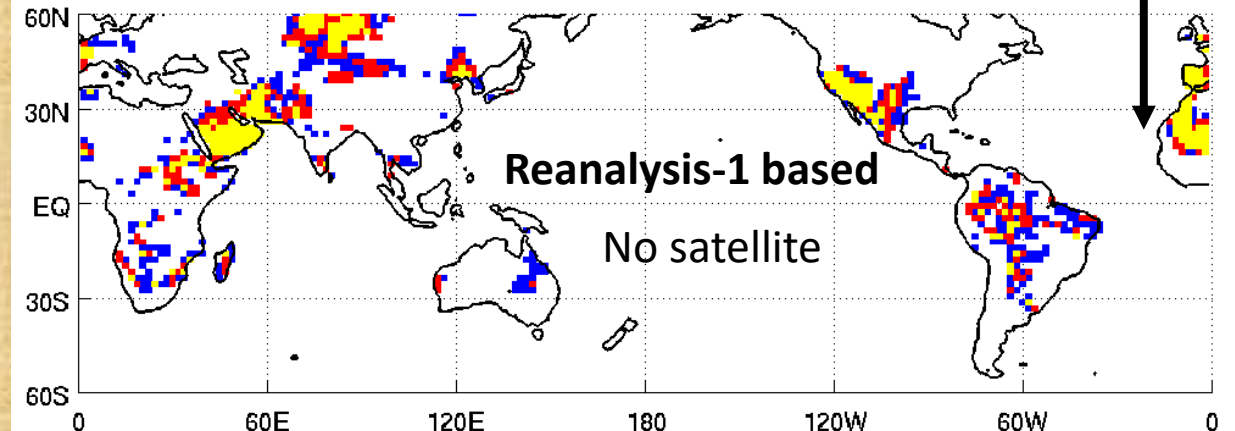 60N
30N
Reanalysis-1 based
EQ
No satellite
30S
60S
0 60E 120E 180 120W 60W 0